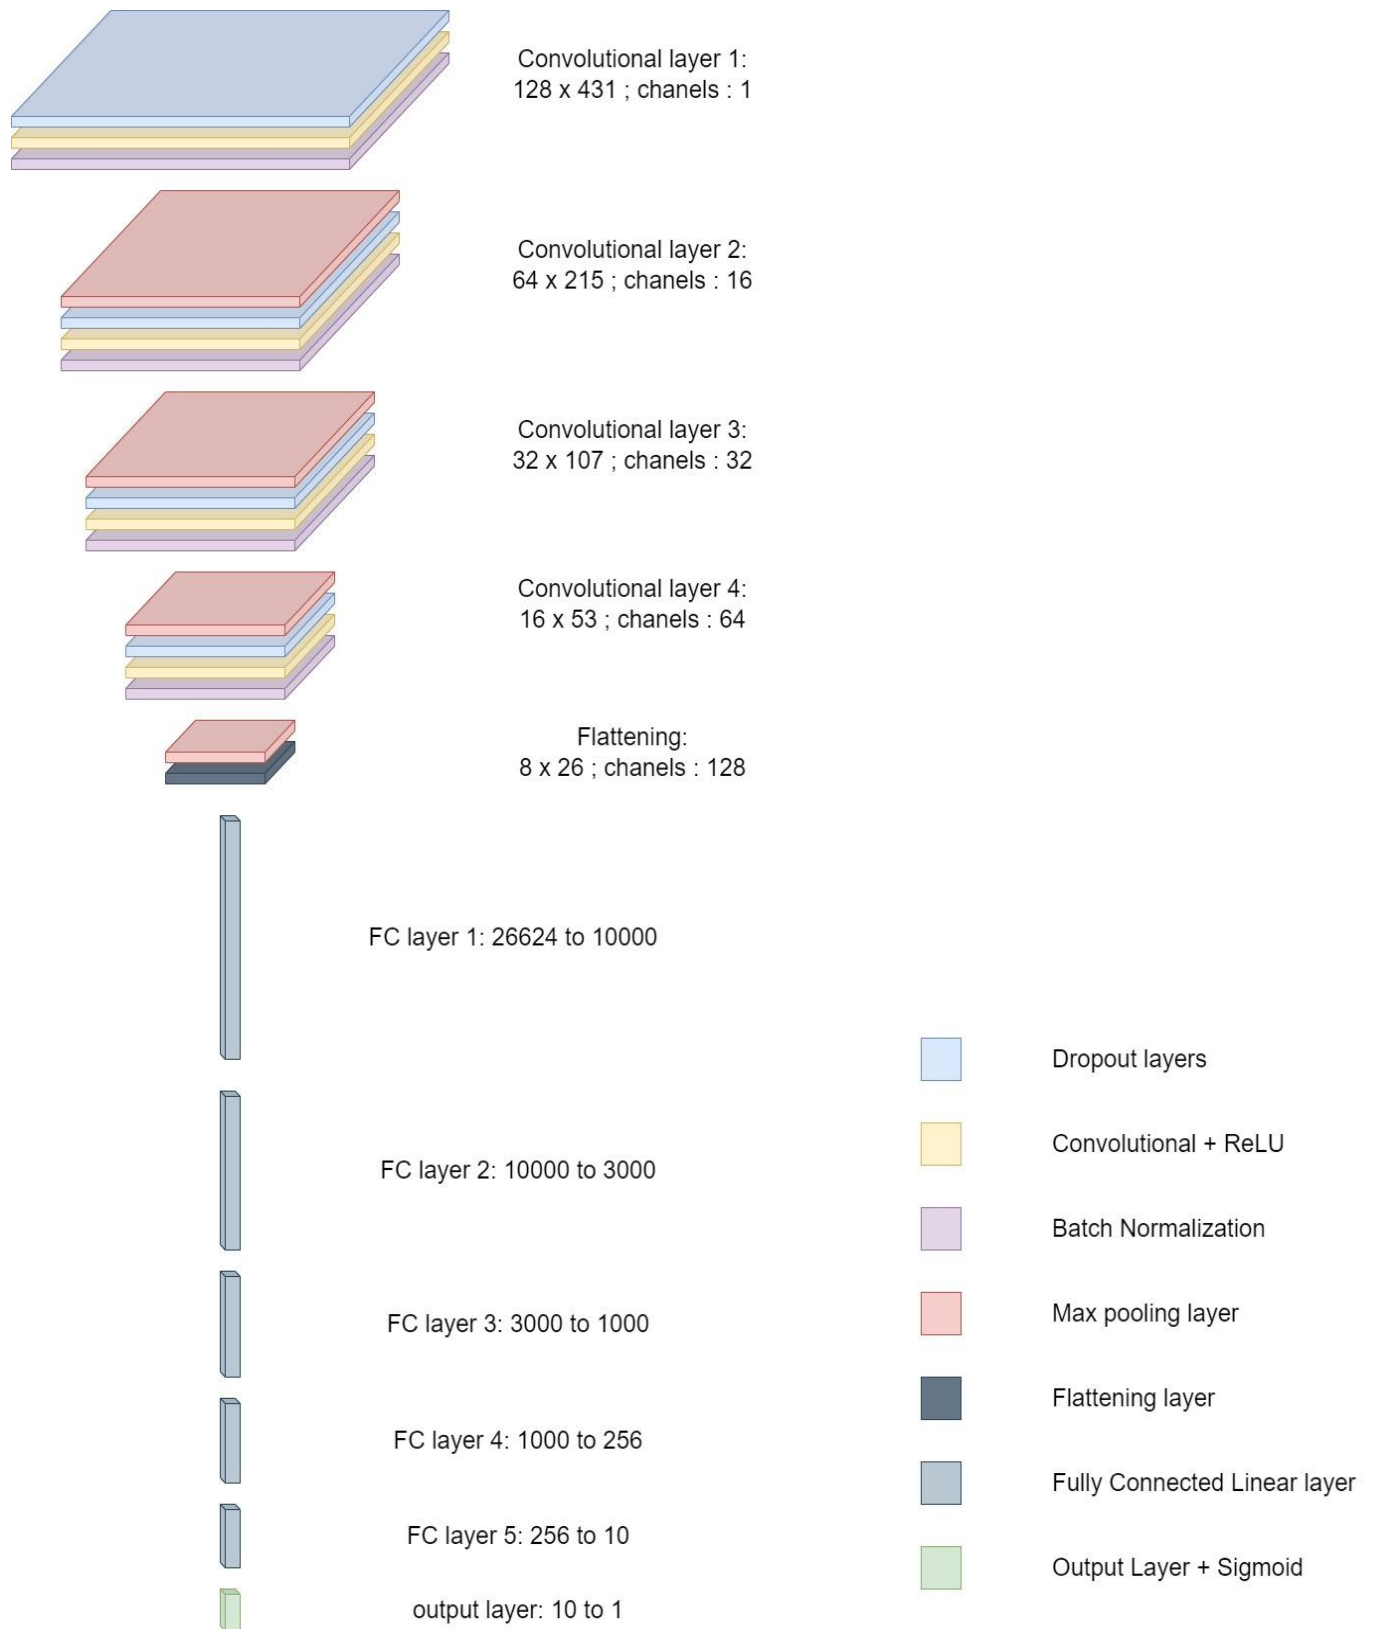 Convolutional layer 1:
128 x 431 ; chanels : 1
Convolutional layer 2:
64 x 215 ; chanels : 16
Convolutional layer 3:
32 x 107 ; chanels : 32
Convolutional layer 4:
16 x 53 ; chanels : 64
Flattening:
8 x 26 ; chanels : 128
FC layer 1: 26624 to 10000
FC layer 2: 10000 to 3000
FC layer 3: 3000 to 1000
FC layer 4: 1000 to 256
FC layer 5: 256 to 10
output layer: 10 to 1
Dropout layers
Convolutional + ReLU
Batch Normalization
Max pooling layer
Flattening layer
Fully Connected Linear layer
Output Layer + Sigmoid